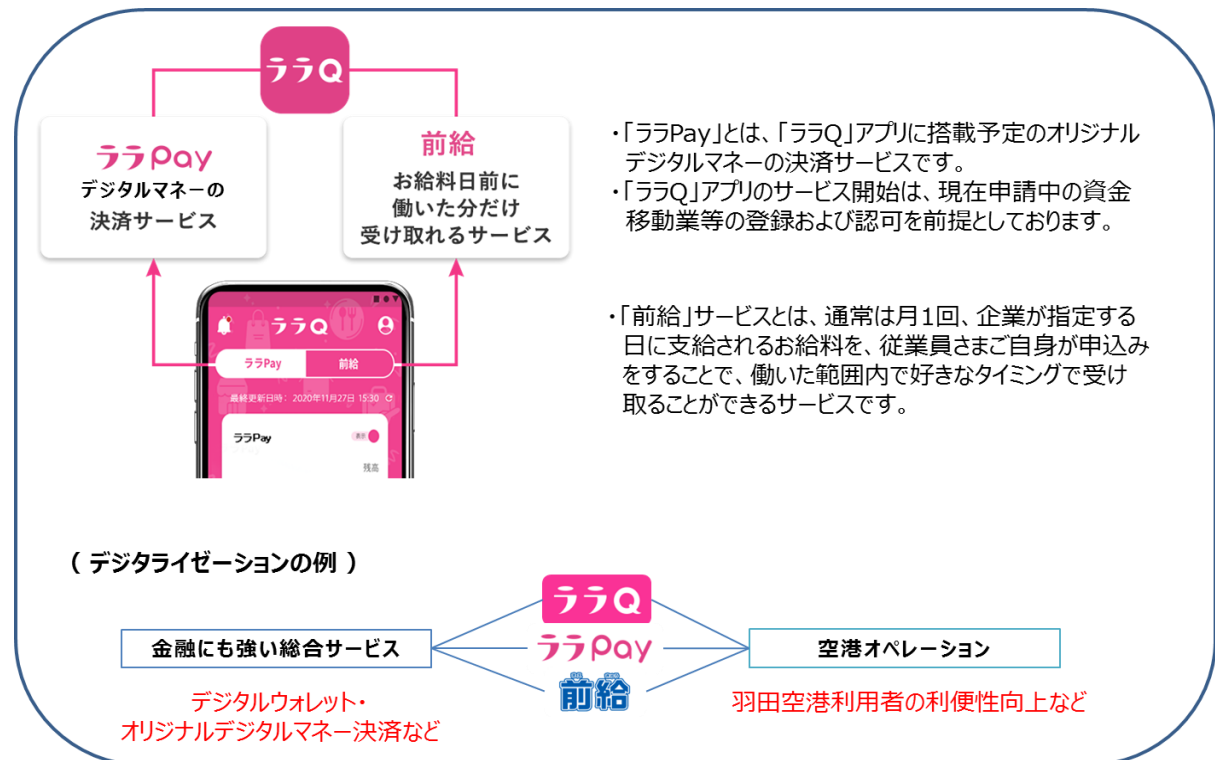 ララQ
ララPay
デジタルマネーの
決済サービス
前給
お給料日前に
働いた分だけ
受け取れるサービス
・「ララPay」とは、「ララQ」アプリに搭載予定のオリジナル
デジタルマネーの決済サービスです。
・「ララQ」アプリのサービス開始は、現在申請中の資金
移動業等の登録および認可を前提としております。
ララQ
ララPay 前給
最終更新日時： 2020年11月27日 15:30
ララPay
表示
残高
・「前給」サービスとは、通常は月1回、企業が指定する
日に支給されるお給料を、従業員さまご自身が申込み
をすることで、働いた範囲内で好きなタイミングで受け
取ることができるサービスです。
（ デジタライゼーションの例 ）
ララQ
ララPay
前給
金融にも強い総合サービス
デジタルウォレット・
オリジナルデジタルマネー決済など
空港オペレーション
羽田空港利用者の利便性向上など